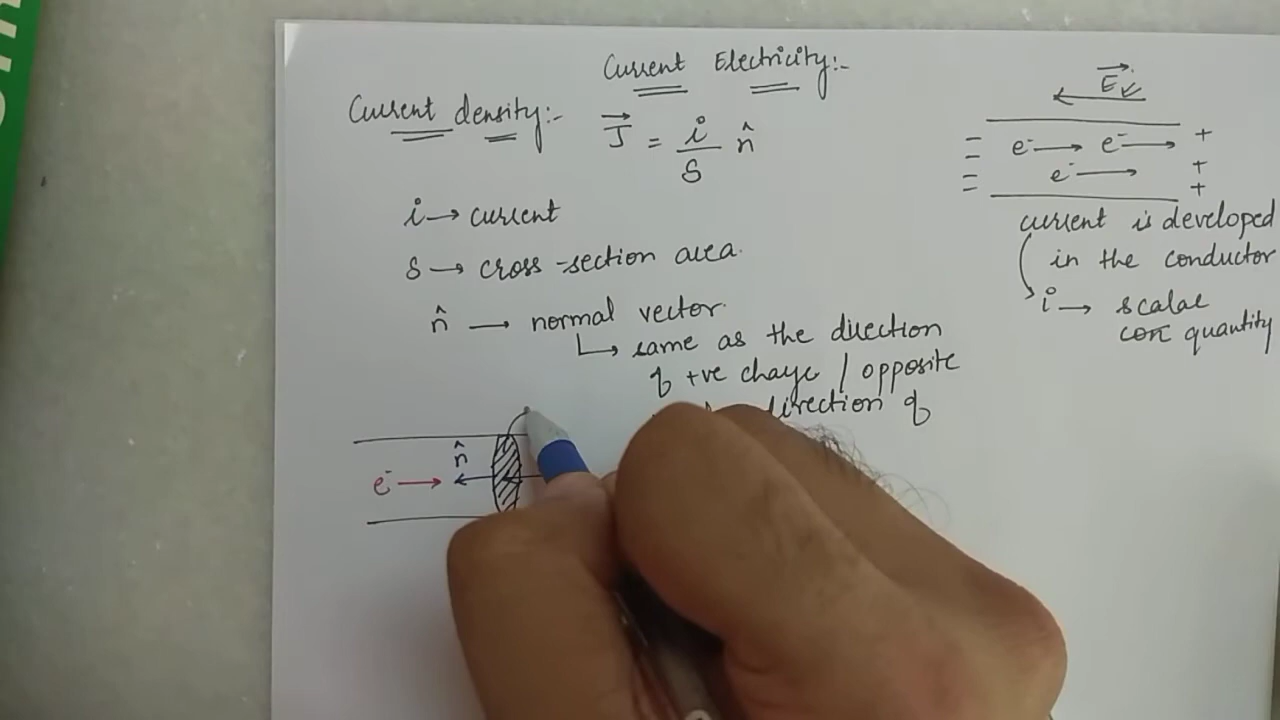 Current Electricity:-
Current density:- J⃗ = i/S n̂
i → current
S → cross-section area.
n̂ → normal vector.
↳ same as the direction
of +ve charge / opposite
direction of
n̂
e⁻ →
E⃗
e⁻ → e⁻ → +
e⁻ → +
+
current is developed
in the conductor
i → scalar
quantity